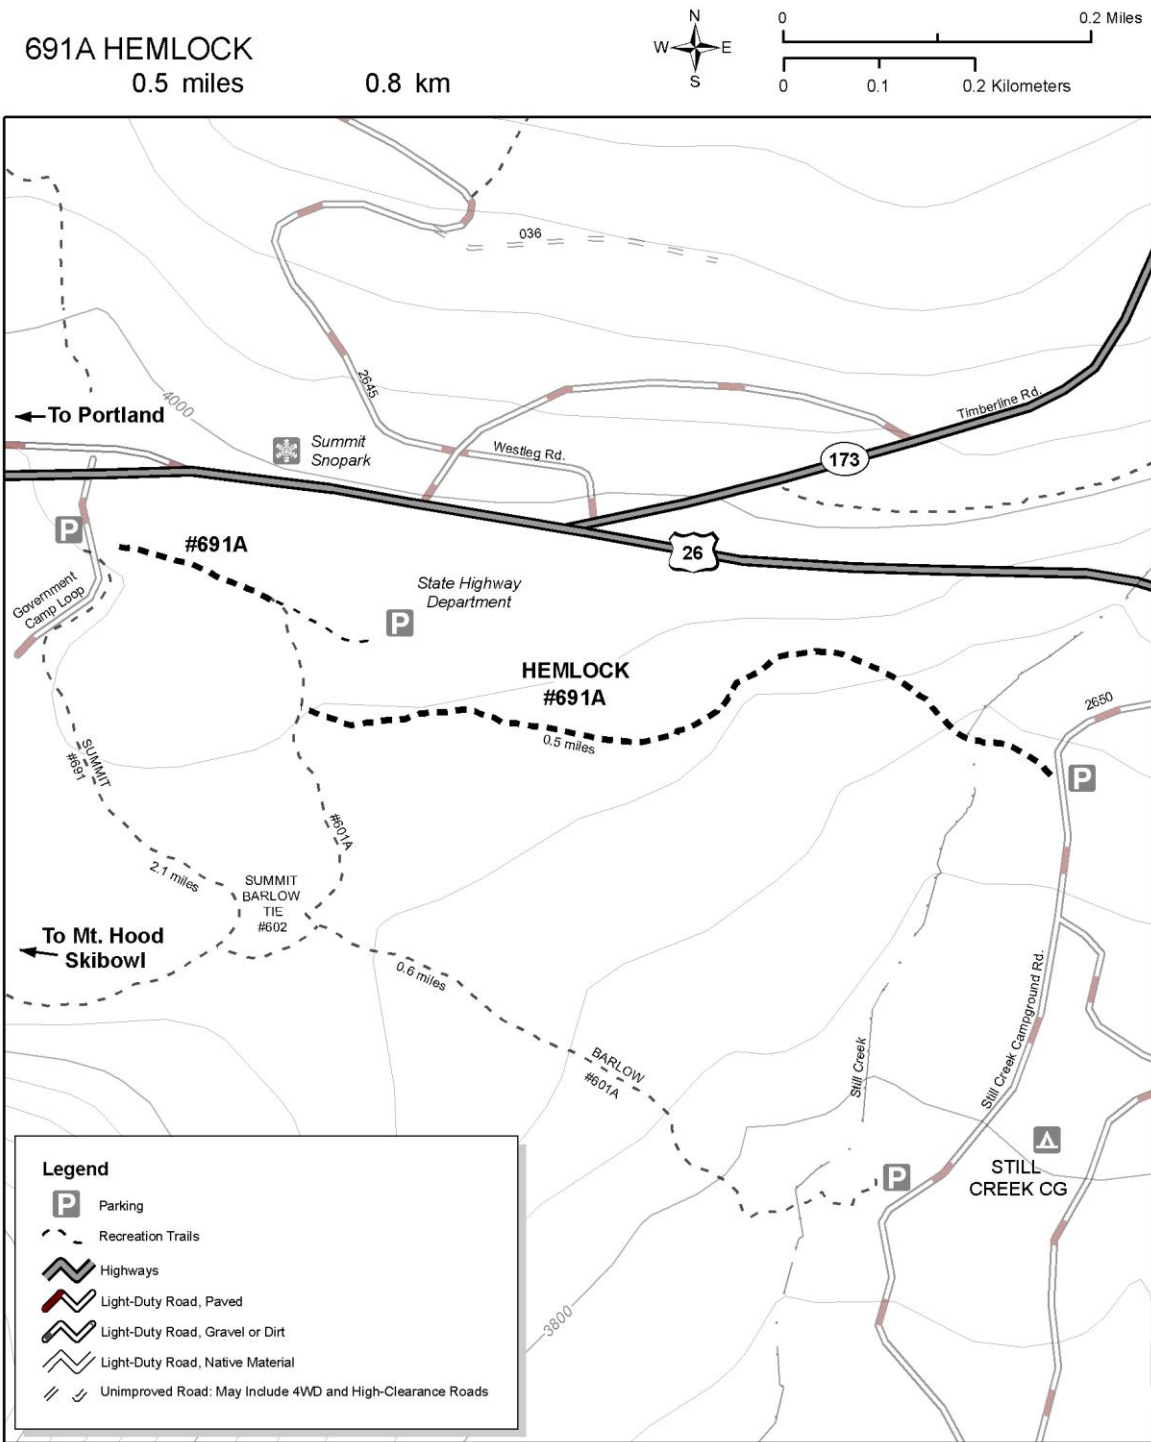 691A HEMLOCK
0.5 miles 0.8 km
N
W E
S
0 0.2 Miles
0 0.1 0.2 Kilometers
036
2645
4000
To Portland
Summit
Snopark
Westleg Rd.
Timberline Rd.
173
26
P
#691A
Government
Camp Loop
State Highway
Department
P
HEMLOCK
#691A
0.5 miles
2650
P
SUMMIT
#691
#601A
2.1 miles
SUMMIT
BARLOW
TIE
#602
To Mt. Hood
Skibowl
0.6 miles
BARLOW
#601A
Still Creek
Still Creek Campground Rd.
P
STILL
CREEK CG
3800
Legend
P Parking
Recreation Trails
Highways
Light-Duty Road, Paved
Light-Duty Road, Gravel or Dirt
Light-Duty Road, Native Material
Unimproved Road: May Include 4WD and High-Clearance Roads